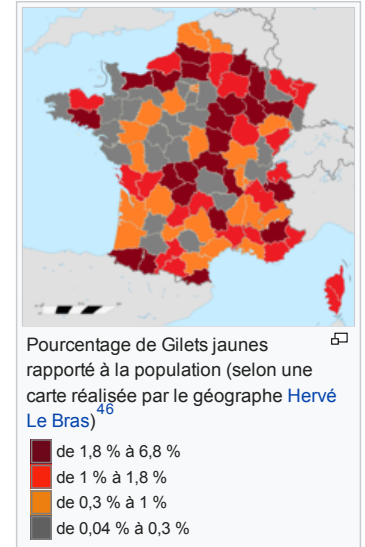 Pourcentage de Gilets jaunes
rapporté à la population (selon une
carte réalisée par le géographe Hervé
Le Bras)46
de 1,8 % à 6,8 %
de 1 % à 1,8 %
de 0,3 % à 1 %
de 0,04 % à 0,3 %